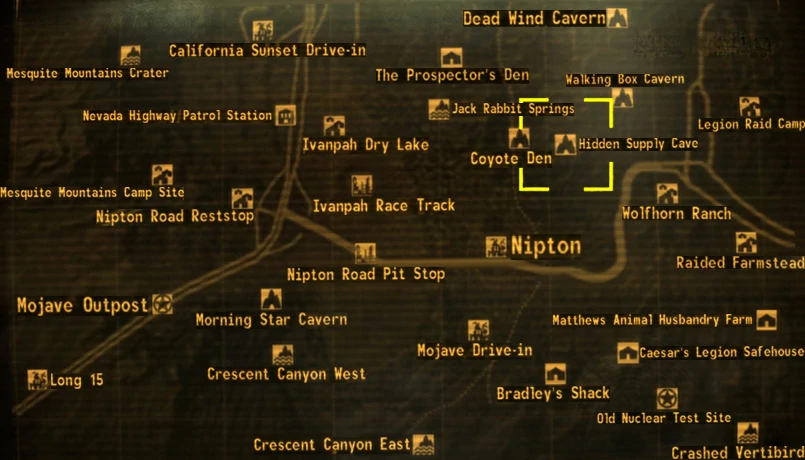 Dead Wind Cavern
California Sunset Drive-in
Mesquite Mountains Crater
The Prospector's Den
Walking Box Cavern
Nevada Highway Patrol Station
Jack Rabbit Springs
Legion Raid Camp
Ivanpah Dry Lake
Coyote Den
Hidden Supply Cave
Mesquite Mountains Camp Site
Nipton Road Reststop
Ivanpah Race Track
Wolfhorn Ranch
Nipton
Raided Farmstead
Nipton Road Pit Stop
Mojave Outpost
Morning Star Cavern
Matthews Animal Husbandry Farm
Mojave Drive-in
Caesar's Legion Safehouse
Crescent Canyon West
Long 15
Bradley's Shack
Old Nuclear Test Site
Crescent Canyon East
Crashed Vertibird